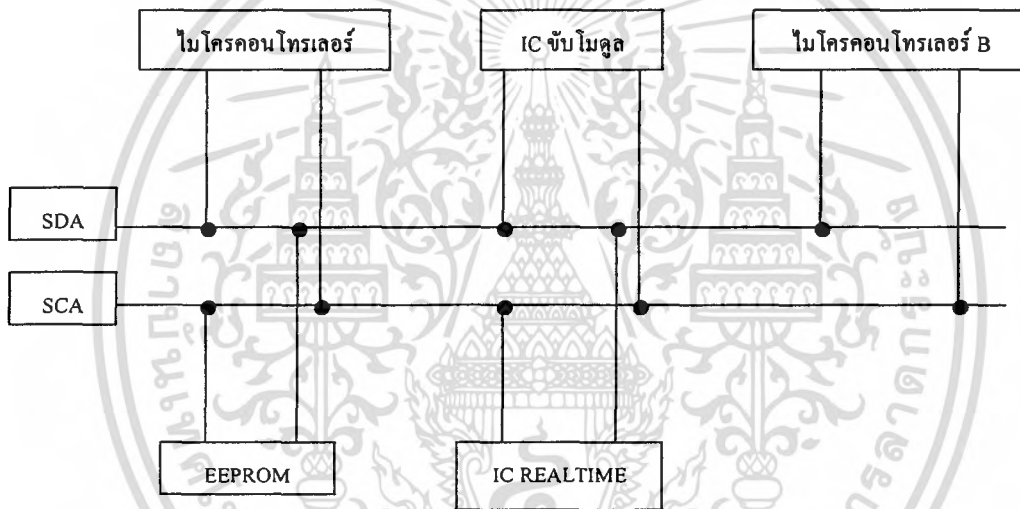 ไมโครคอนโทรเลอร์
IC ขับโมดูล
ไมโครคอนโทรเลอร์ B
SDA
SCA
EEPROM
IC REALTIME